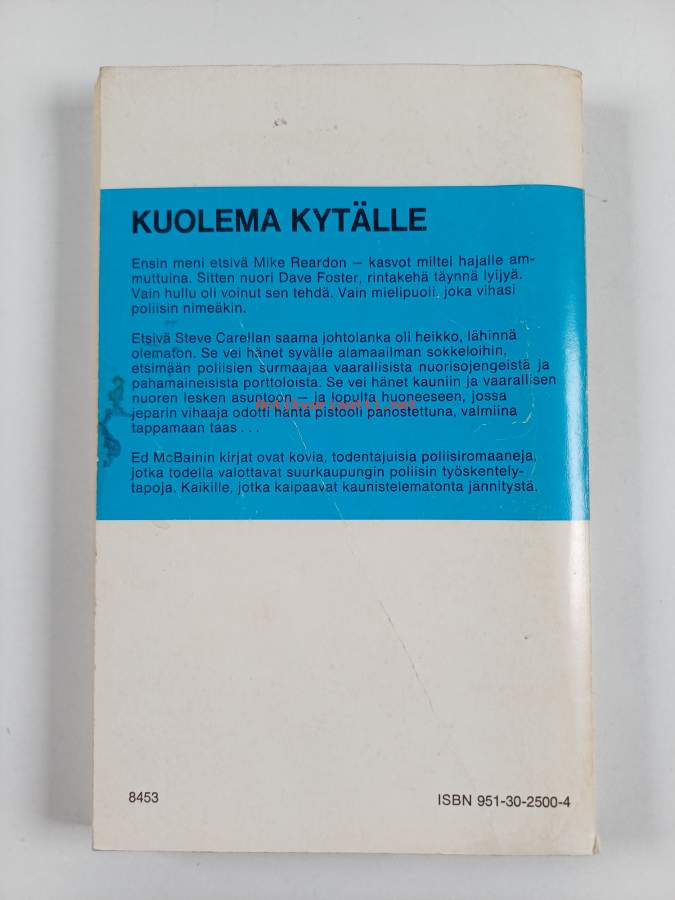 KUOLEMA KYTÄLLE
Ensin meni etsivä Mike Reardon — kasvot miltei hajalle am-
muttuina. Sitten nuori Dave Foster, rintakehä täynnä lyijyä.
Vain hullu oli voinut sen tehdä. Vain mielipuoli, joka vihasi
poliisin nimeäkin.
Etsivä Steve Carellan saama johtolanka oli heikko, lähinnä
olematon. Se vei hänet syvälle alamaailman sokkeloihin,
etsimään poliisien surmaajaa vaarallisista nuorisojengeistä ja
pahamaineisista porttoloista. Se vei hänet kauniin ja vaarallisen
nuoren lesken asuntoon — ja lopulta huoneeseen, jossa
Antikvariaatti.net
jeparin vihaaja odotti häntä pistooli panostettuna, valmiina
tappamaan taas . . .
Ed McBainin kirjat ovat kovia, todentajuisia poliisiromaaneja,
jotka todella valottavat suurkaupungin poliisin työskentely-
tapoja. Kaikille, jotka kaipaavat kaunistelematonta jännitystä.
8453
ISBN 951-30-2500-4